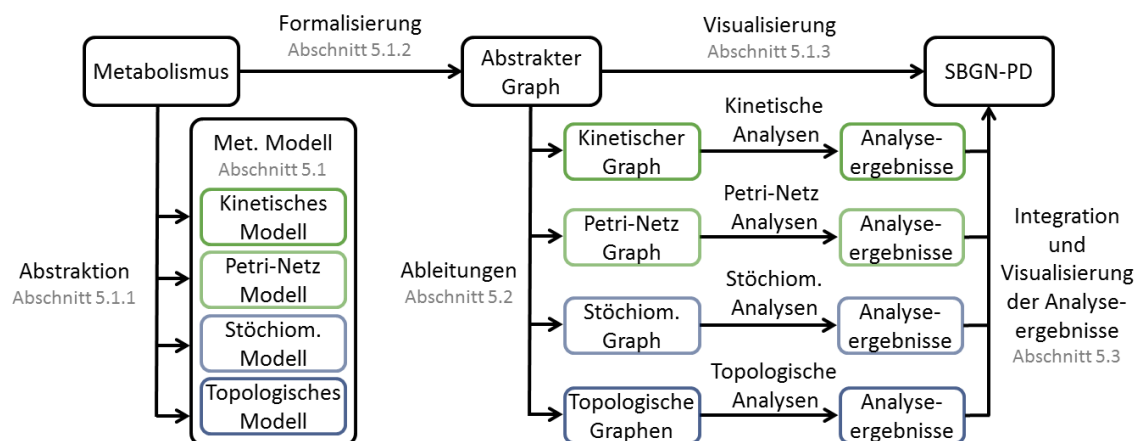 Formalisierung
Abschnitt 5.1.2
Visualisierung
Abschnitt 5.1.3
Metabolismus
Abstrakter
Graph
SBGN-PD
Met. Modell
Abschnitt 5.1
Kinetisches
Modell
Petri-Netz
Modell
Stöchiom.
Modell
Topologisches
Modell
Abstraktion
Abschnitt 5.1.1
Ableitungen
Abschnitt 5.2
Kinetischer
Graph
Kinetische
Analysen
Analyse-
ergebnisse
Petri-Netz
Graph
Petri-Netz
Analysen
Analyse-
ergebnisse
Stöchiom.
Graph
Stöchiom.
Analysen
Analyse-
ergebnisse
Topologische
Graphen
Topologische
Analysen
Analyse-
ergebnisse
Integration
und
Visualisierung
der Analyse-
ergebnisse
Abschnitt 5.3